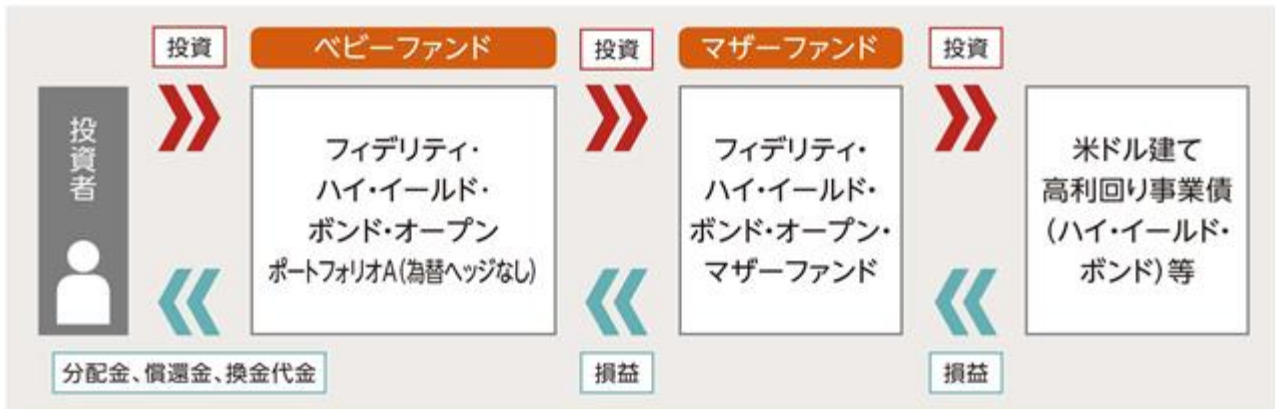 投資
ベビーファンド
投資
マザーファンド
投資
投資者
フィデリティ・
ハイ・イールド・
ボンド・オープン
ポートフォリオA(為替ヘッジなし)
フィデリティ・
ハイ・イールド・
ボンド・オープン・
マザーファンド
米ドル建て
高利回り事業債
(ハイ・イールド・
ボンド)等
分配金、償還金、換金代金
損益
損益